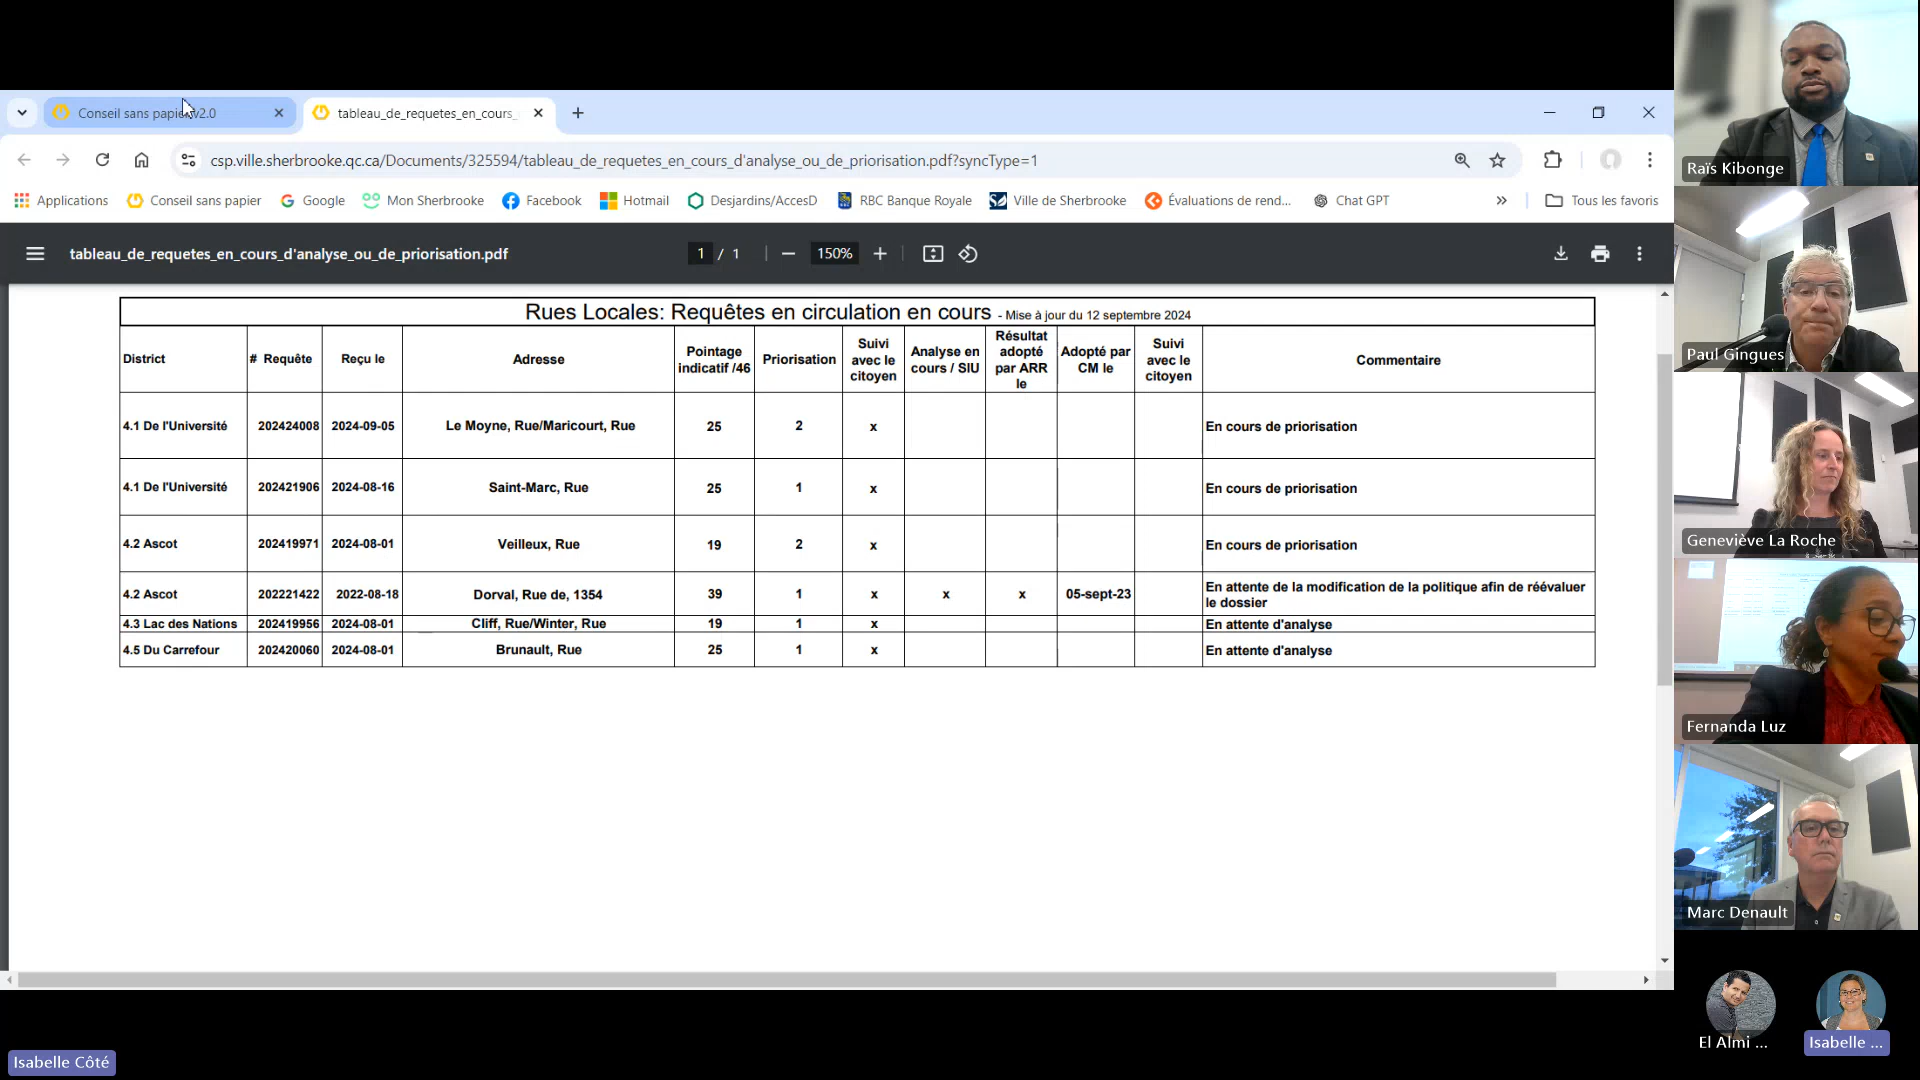 Conseil sans papier v2.0
tableau_de_requetes_en_cours_
csp.ville.sherbrooke.qc.ca/Documents/325594/tableau_de_requetes_en_cours_d'analyse_ou_de_priorisation.pdf?syncType=1
Applications Conseil sans papier Google Mon Sherbrooke Facebook Hotmail Desjardins/AccesD RBC Banque Royale Ville de Sherbrooke Évaluations de rend... Chat GPT » Tous les favoris
tableau_de_requetes_en_cours_d'analyse_ou_de_priorisation.pdf 1 / 1 150%
Rues Locales: Requêtes en circulation en cours - Mise à jour du 12 septembre 2024
District # Requête Reçu le Adresse Pointage indicatif /46 Priorisation Suivi avec le citoyen Analyse en cours / SIU Résultat adopté par ARR le Adopté par CM le Suivi avec le citoyen Commentaire
4.1 De l'Université 202424008 2024-09-05 Le Moyne, Rue/Maricourt, Rue 25 2 x En cours de priorisation
4.1 De l'Université 202421906 2024-08-16 Saint-Marc, Rue 25 1 x En cours de priorisation
4.2 Ascot 202419971 2024-08-01 Veilleux, Rue 19 2 x En cours de priorisation
4.2 Ascot 202221422 2022-08-18 Dorval, Rue de, 1354 39 1 x x x 05-sept-23 En attente de la modification de la politique afin de réévaluer
le dossier
4.3 Lac des Nations 202419956 2024-08-01 Cliff, Rue/Winter, Rue 19 1 x En attente d'analyse
4.5 Du Carrefour 202420060 2024-08-01 Brunault, Rue 25 1 x En attente d'analyse
Raïs Kibonge
Paul Gingues
Geneviève La Roche
Fernanda Luz
Marc Denault
El Almi ...
Isabelle ...
Isabelle Côté